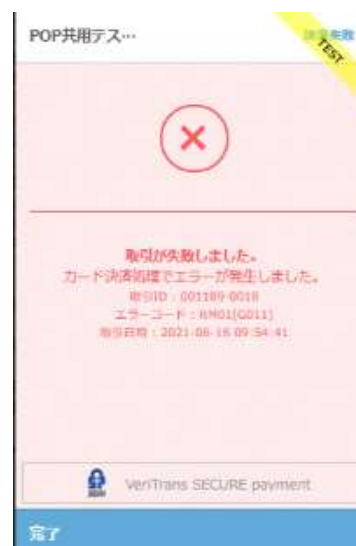 POP共用テス…
TEST
取引が失敗しました。
カード決済処理でエラーが発生しました。
取引ID : 001189-0018
エラーコード : RM01[G011]
取引日時 : 2021-06-16 09:54:41
VeriTrans SECURE payment
完了